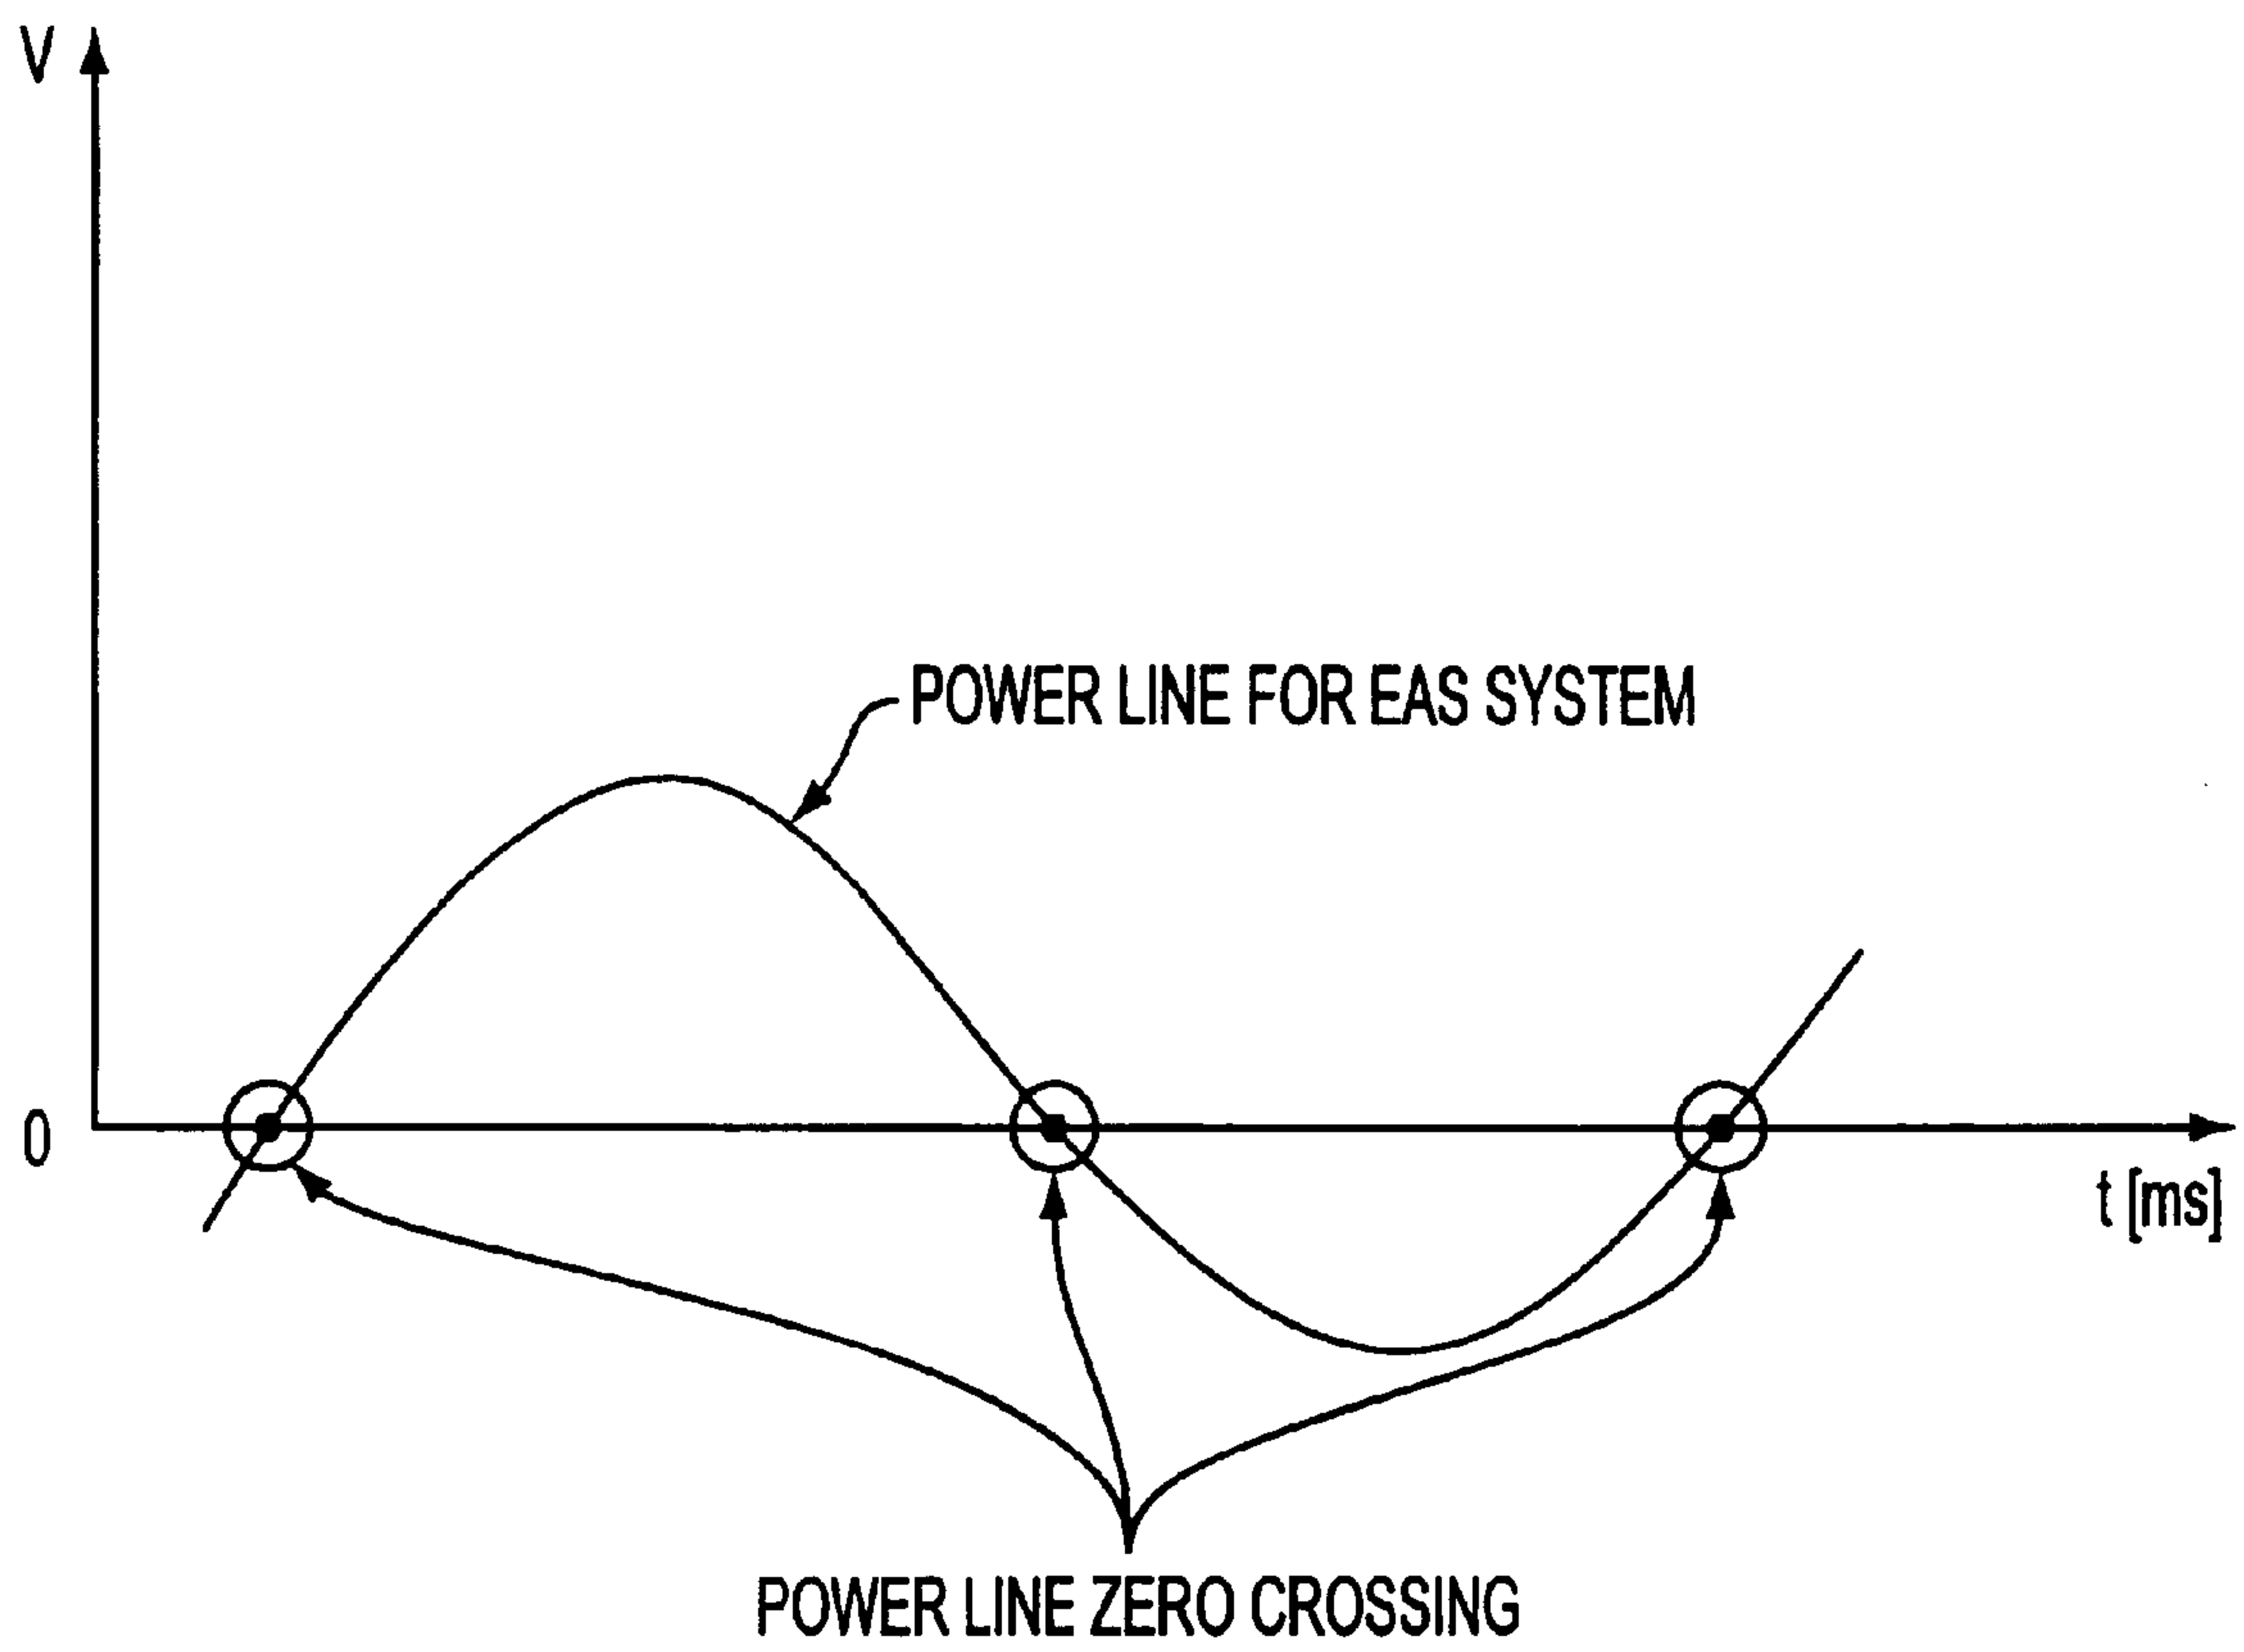 V
POWER LINE FOR EAS SYSTEM
0
t [ms]
POWER LINE ZERO CROSSING